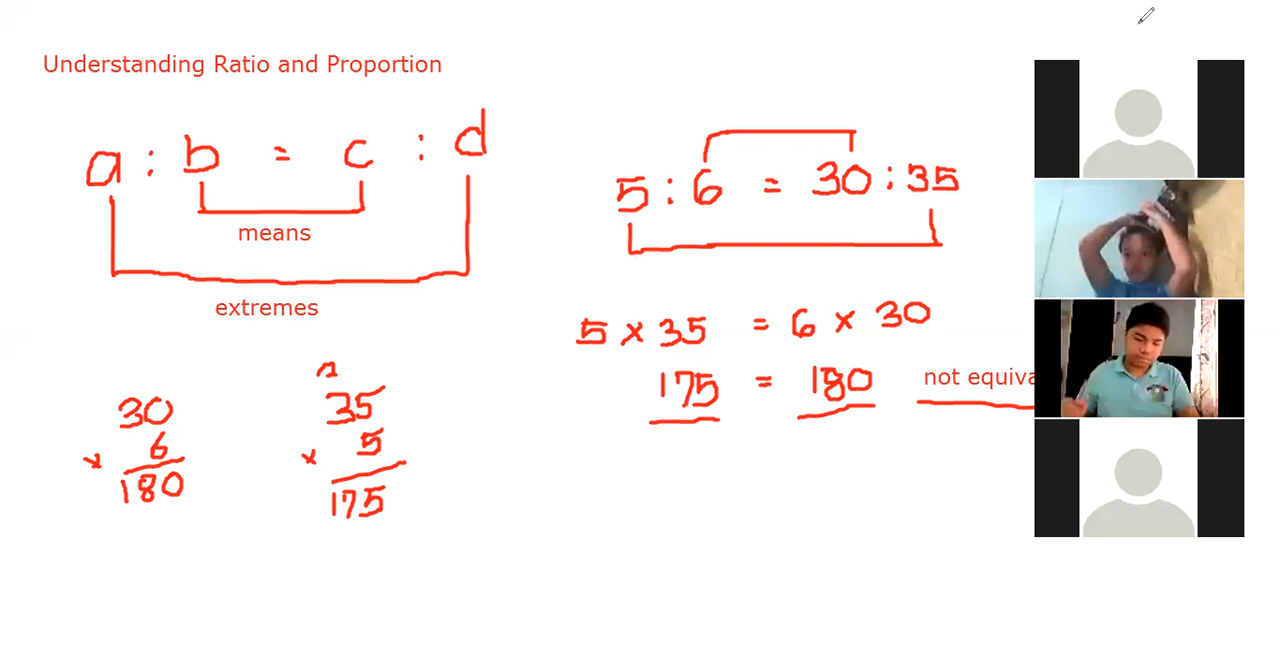 Understanding Ratio and Proportion
a : b = c : d
means
extremes
5 : 6 = 30 : 35
5 × 35 = 6 × 30
175 = 180 not equiva
30
× 6
180
35
× 5
175